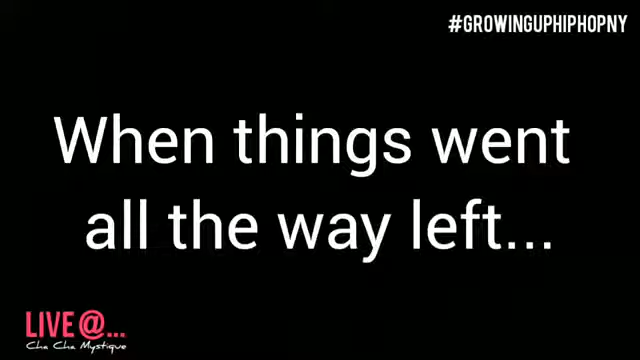 #GROWINGUPHIPHOPNY
When things went
all the way left...
LIVE@...
Cha Cha Mystique